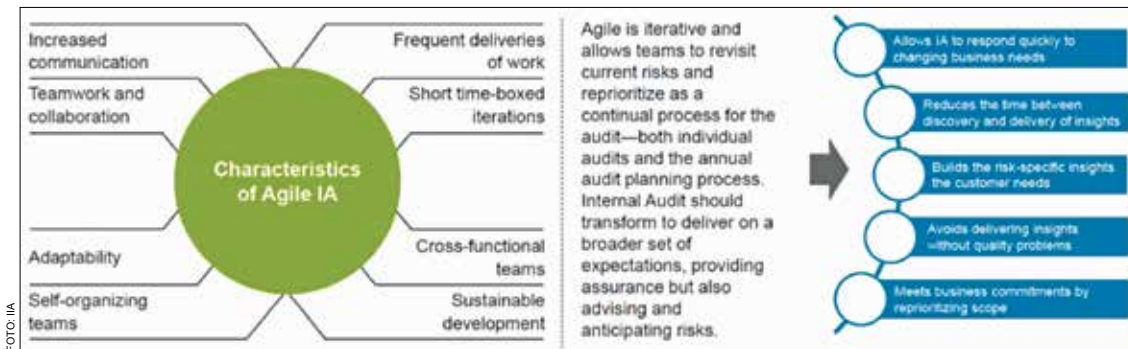 Increased
communication
Teamwork and
collaboration
Adaptability
Self-organizing
teams
Characteristics
of Agile IA
Frequent deliveries
of work
Short time-boxed
iterations
Cross-functional
teams
Sustainable
development
Agile is iterative and
allows teams to revisit
current risks and
reprioritize as a
continual process for the
audit—both individual
audits and the annual
audit planning process.
Internal Audit should
transform to deliver on a
broader set of
expectations, providing
assurance but also
advising and
anticipating risks.
Allows IA to respond quickly to
changing business needs
Reduces the time between
discovery and delivery of insights
Builds the risk-specific insights
the customer needs
Avoids delivering insights
without quality problems
Meets business commitments by
reprioritizing scope
FOTO: IIA